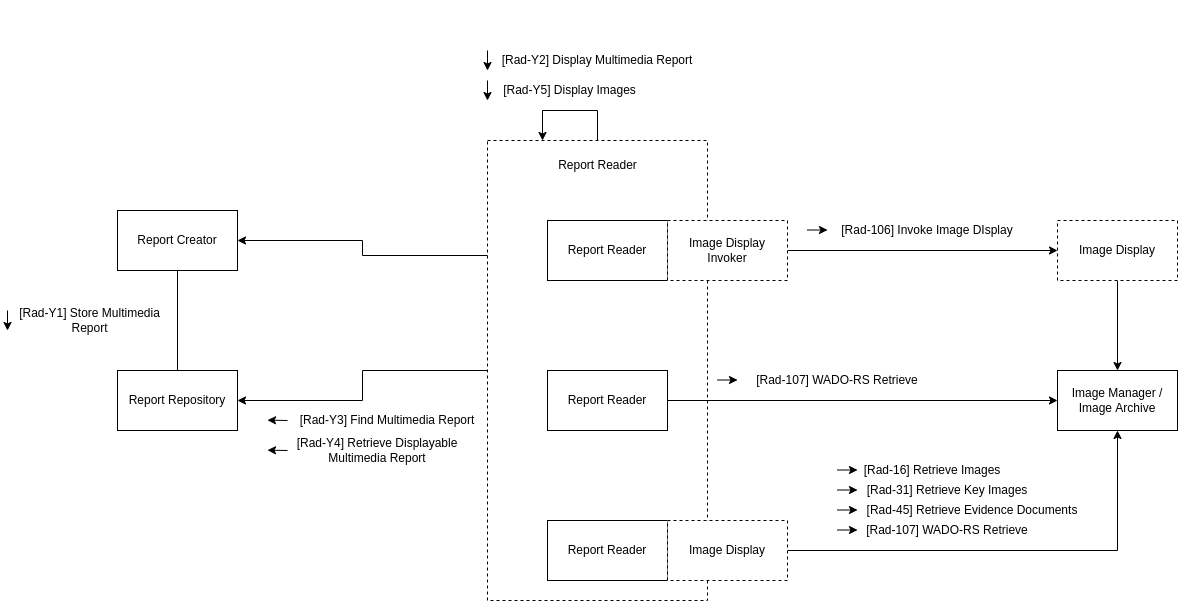 [Rad-Y2] Display Multimedia Report
[Rad-Y5] Display Images
Report Reader
Report Creator
Report Reader
Image Display
Invoker
[Rad-106] Invoke Image DIsplay
Image Display
[Rad-Y1] Store Multimedia
Report
Report Repository
[Rad-Y3] Find Multimedia Report
[Rad-Y4] Retrieve Displayable
Multimedia Report
Report Reader
[Rad-107] WADO-RS Retrieve
Image Manager /
Image Archive
[Rad-16] Retrieve Images
[Rad-31] Retrieve Key Images
[Rad-45] Retrieve Evidence Documents
[Rad-107] WADO-RS Retrieve
Report Reader
Image Display